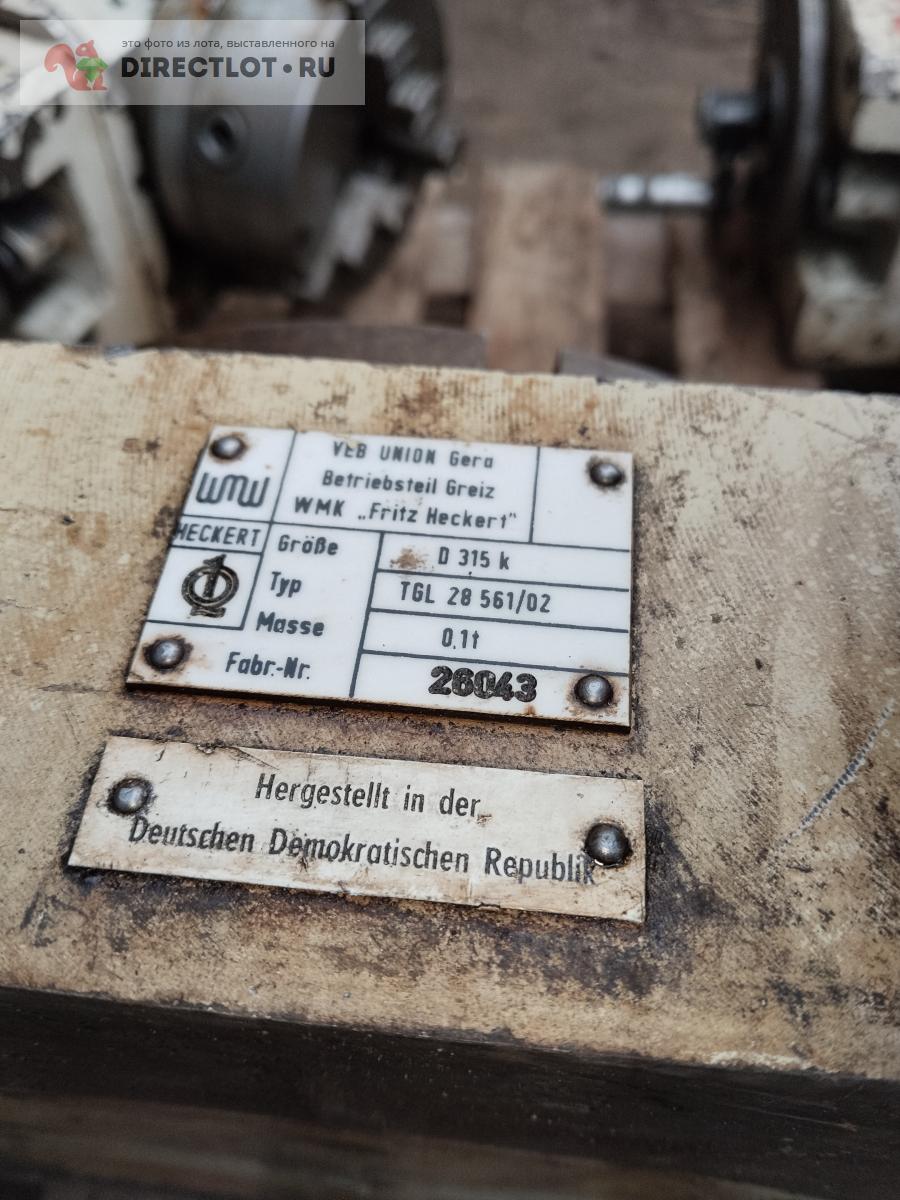 это фото из лота, выставленного на
DIRECTLOT•RU
VEB UNION Gera
Betriebsteil Greiz
WMK „Fritz Heckert"
WMW
HECKERT
Größe D 315 k
Typ TGL 28 561/02
Masse 0,1t
Fabr.-Nr. 26043
Hergestellt in der
Deutschen Demokratischen Republik